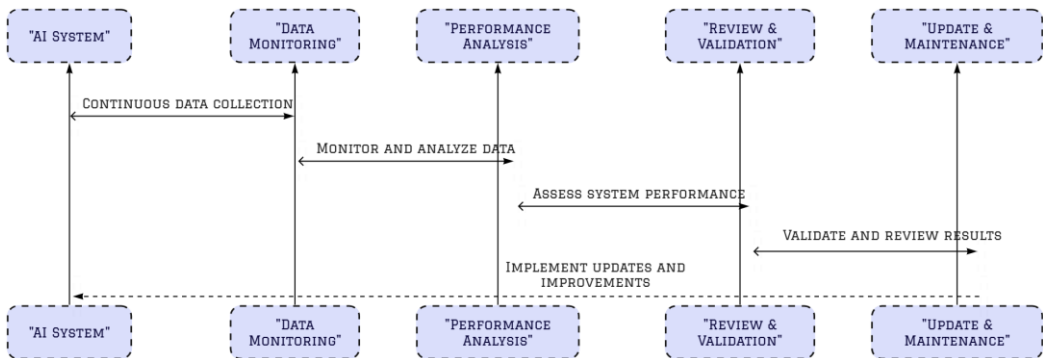 "AI System"
"Data
Monitoring"
"Performance
Analysis"
"Review &
Validation"
"Update &
Maintenance"
Continuous data collection
Monitor and analyze data
Assess system performance
Validate and review results
Implement updates and
improvements
"AI System"
"Data
Monitoring"
"Performance
Analysis"
"Review &
Validation"
"Update &
Maintenance"